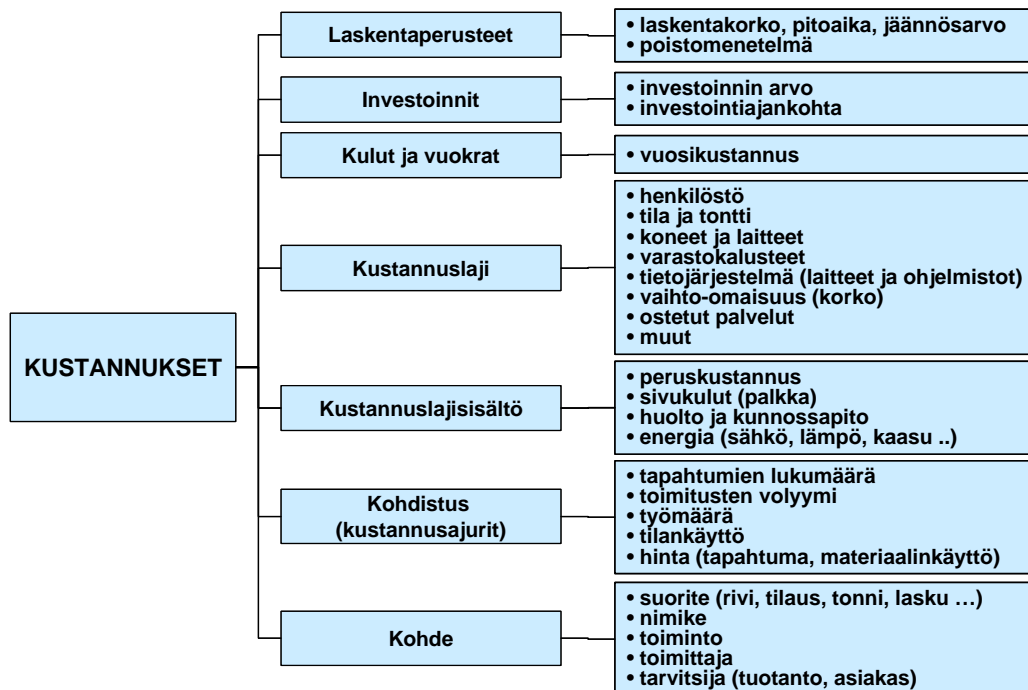 KUSTANNUKSET
Laskentaperusteet
• laskentakorko, pitoaika, jäännösarvo
• poistomenetelmä
Investoinnit
• investoinnin arvo
• investointiajankohta
Kulut ja vuokrat
• vuosikustannus
Kustannuslaji
• henkilöstö
• tila ja tontti
• koneet ja laitteet
• varastokalusteet
• tietojärjestelmä (laitteet ja ohjelmistot)
• vaihto-omaisuus (korko)
• ostetut palvelut
• muut
Kustannuslajisisältö
• peruskustannus
• sivukulut (palkka)
• huolto ja kunnossapito
• energia (sähkö, lämpö, kaasu ..)
Kohdistus
(kustannusajurit)
• tapahtumien lukumäärä
• toimitusten volyymi
• työmäärä
• tilankäyttö
• hinta (tapahtuma, materiaalinkäyttö)
Kohde
• suorite (rivi, tilaus, tonni, lasku …)
• nimike
• toiminto
• toimittaja
• tarvitsija (tuotanto, asiakas)